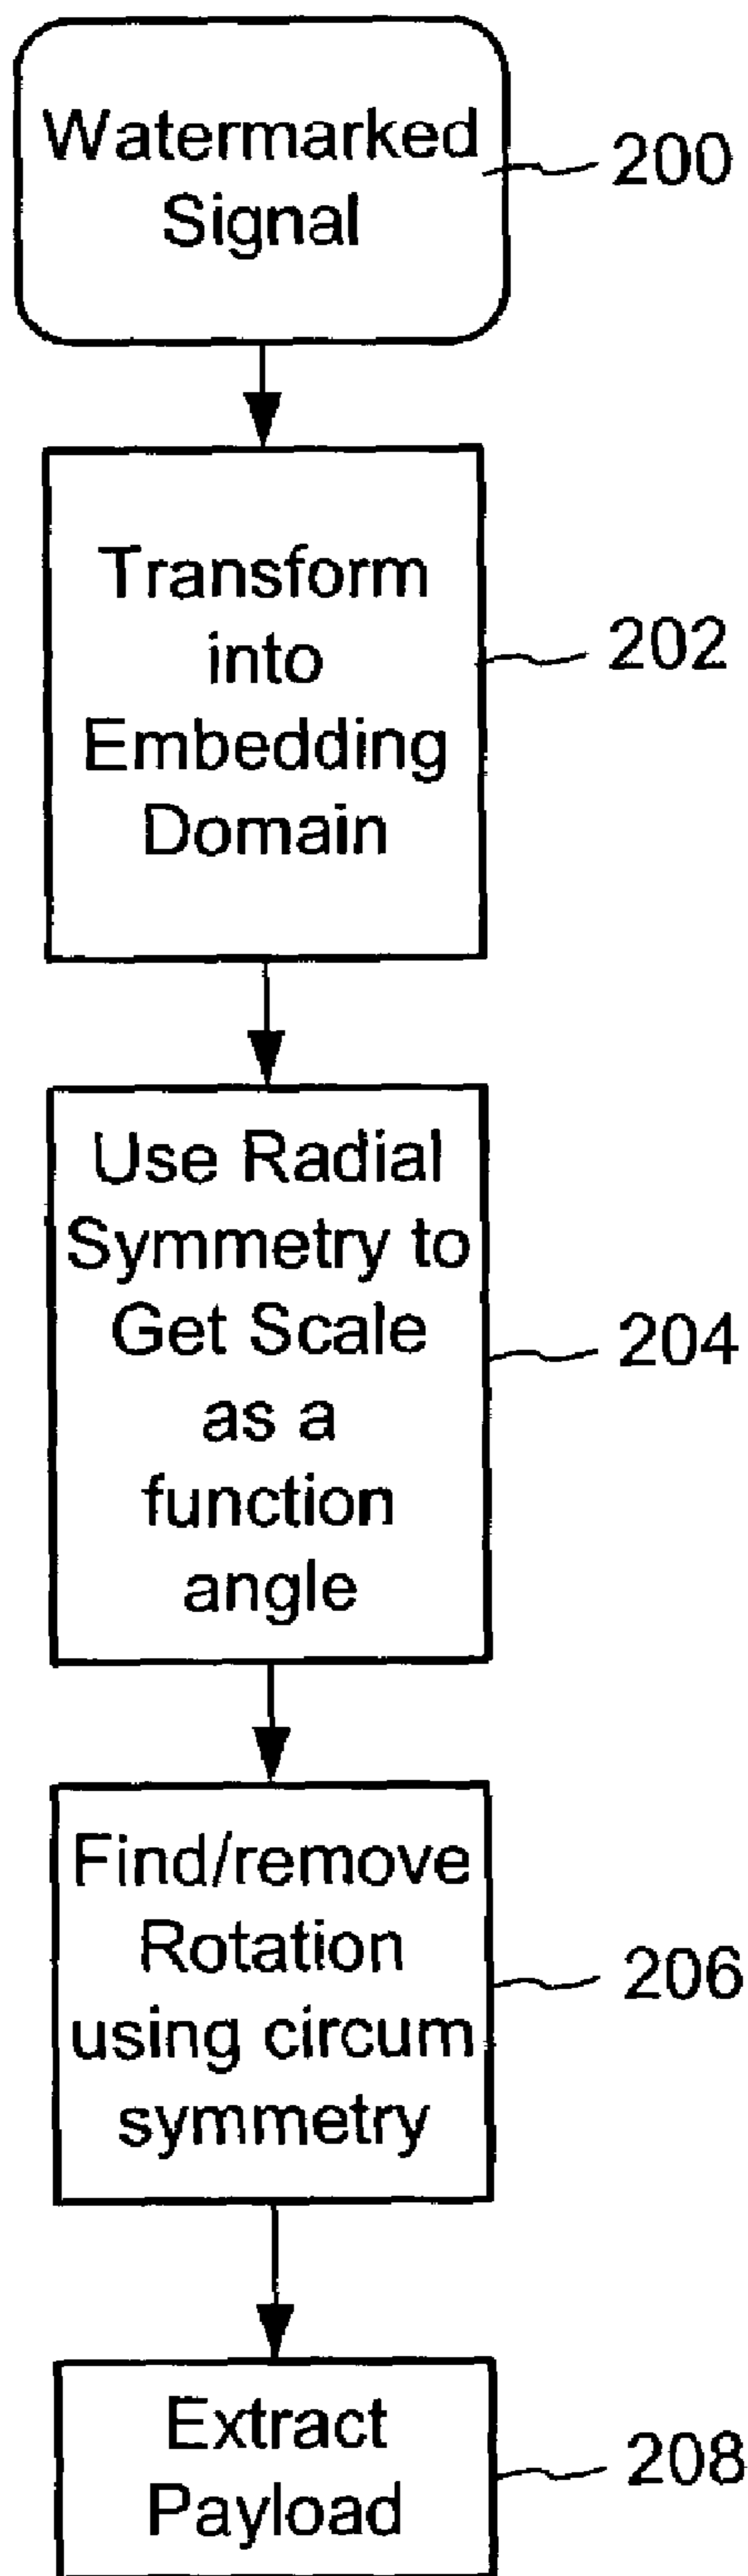 Watermarked
Signal
200
Transform
into
Embedding
Domain
202
Use Radial
Symmetry to
Get Scale
as a
function
angle
204
Find/remove
Rotation
using circum
symmetry
206
Extract
Payload
208